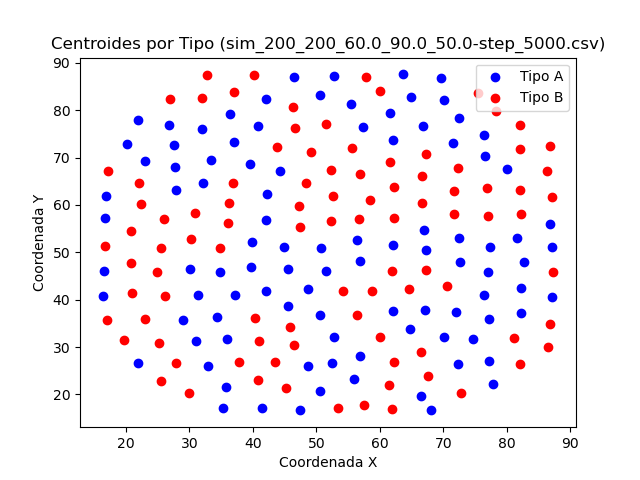 Centroides por Tipo (sim_200_200_60.0_90.0_50.0-step_5000.csv)
Tipo A
Tipo B
90
80
70
60
50
40
30
20
Coordenada Y
20 30 40 50 60 70 80 90
Coordenada X